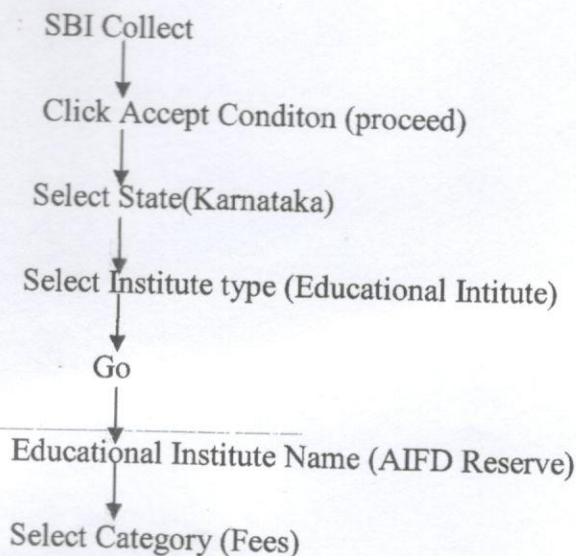 SBI Collect
Click Accept Conditon (proceed)
Select State(Karnataka)
Select Institute type (Educational Intitute)
Go
Educational Institute Name (AIFD Reserve)
Select Category (Fees)